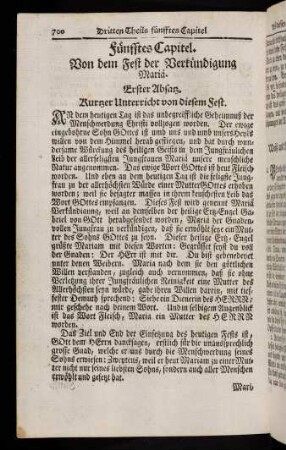 700 Dritten Theils fünfftes Capitel
Fünfftes Capitel.
Von dem Fest der Verkündigung
Mariä.
Erster Absatz.
Kurtzer Unterricht von diesem Fest.
AN dem heutigen Tag ist das unbegreiffliche Geheimnuß der
Menschwerdung Christi vollzogen worden. Der ewige
eingebohrne Sohn GOttes ist umb uns und umb unsers Heyls
willen von dem Himmel herab gestiegen, und hat durch wun-
dersame Würckung des heiligen Geists in dem Jungfräulichen
Leib der allerseligsten Jungfrauen Mariä unsere menschliche
Natur angenommen. Das ewige Wort GOttes ist heut Fleisch
worden. Und eben an dem heutigen Tag ist die seligste Jung-
frau zu der allerhöchsten Würde einer Mutter GOttes erhoben
worden; weil sie besagter massen in ihrem keuschesten Leib das
Wort GOttes empfangen. Dieses Fest wird genennt Mariä
Verkündigung, weil an demselben der heilige Ertz-Engel Ga-
briel von GOtt herabgesendet worden, Maria der Gnaden-
vollen Jungfrau zu verkündigen, daß sie erwählt seye ein Mut-
ter des Sohns GOttes zu seyn. Dieser heilige Ertz-Engel
grüßte Mariam mit diesen Worten: Gegrüsset seyst du voll
der Gnaden: Der HErr ist mit dir. Du bist gebenedeyt
unter denen Weibern. Maria nach dem sie den göttlichen
Willen verstanden, zugleich auch vernommen, daß sie ohne
Verletzung ihrer Jungfräulichen Reinigkeit eine Mutter des
Allerhöchsten seyn würde, gabe ihren Willen darein, mit tief-
fester Demuth sprechend: Siehe ein Dienerin des HERRN:
mir geschehe nach deinem Wort. Und in selbigen Augenblick
ist das Wort Fleisch, Maria ein Mutter des HERRN
worden.
Das Ziel und End der Einsetzung des heutigen Fests ist,
GOtt dem HErrn dancksagen, erstlich für die unaussprechlich
grosse Gnad, welche er uns durch die Menschwerdung seines
Sohns erwiesen: Zweytens, weil er heut Mariam zu einer Mut-
ter nicht nur seines liebsten Sohns, sondern auch aller Menschen
erwöhlt und gesetzt hat.
Mari-